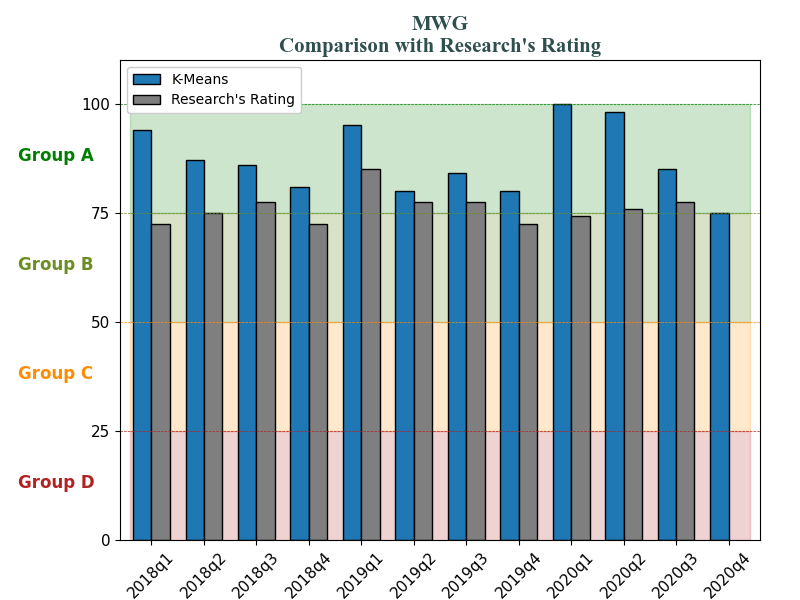 MWG
Comparison with Research's Rating
K-Means
Research's Rating
100
Group A
75
Group B
50
Group C
25
Group D
0
2018q1
2018q2
2018q3
2018q4
2019q1
2019q2
2019q3
2019q4
2020q1
2020q2
2020q3
2020q4